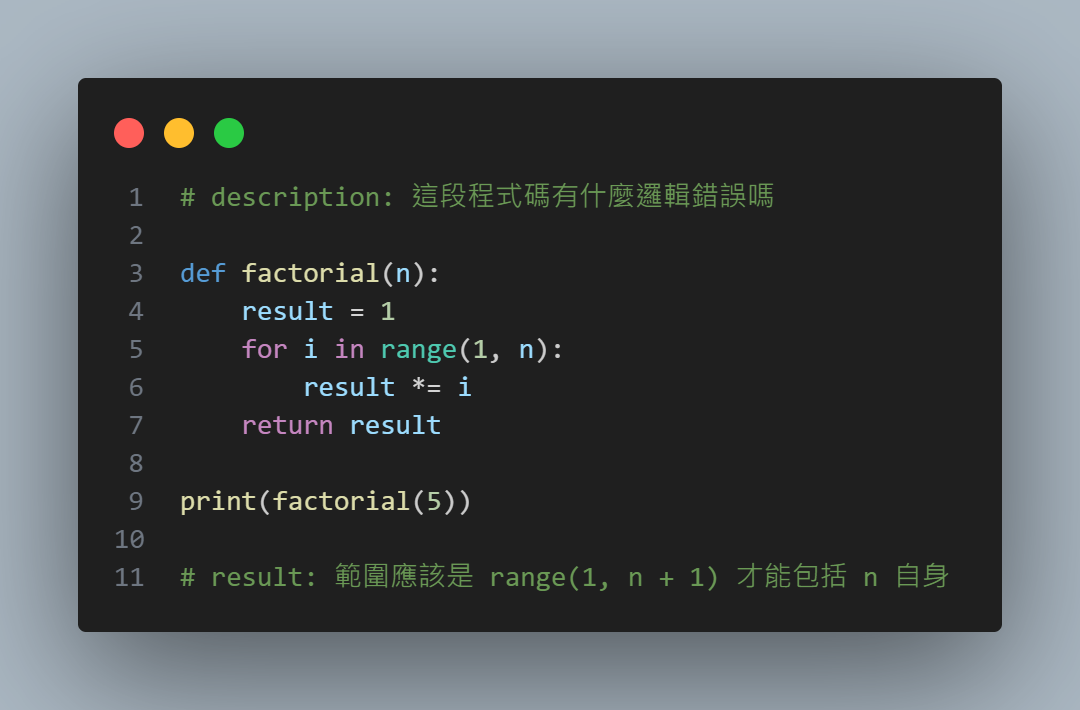 1 # description: 這段程式碼有什麼邏輯錯誤嗎
2
3 def factorial(n):
4     result = 1
5     for i in range(1, n):
6         result *= i
7     return result
8
9 print(factorial(5))
10
11 # result: 範圍應該是 range(1, n + 1) 才能包括 n 自身